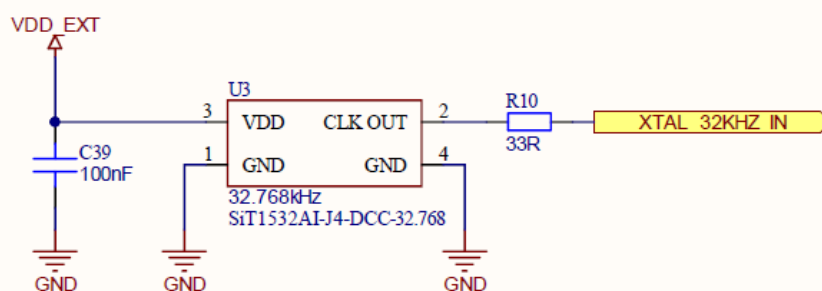 VDD_EXT
U3
3 VDD CLK OUT 2
R10
XTAL_32KHZ_IN
33R
C39
100nF
1 GND GND 4
32.768kHz
SiT1532AI-J4-DCC-32.768
GND GND GND